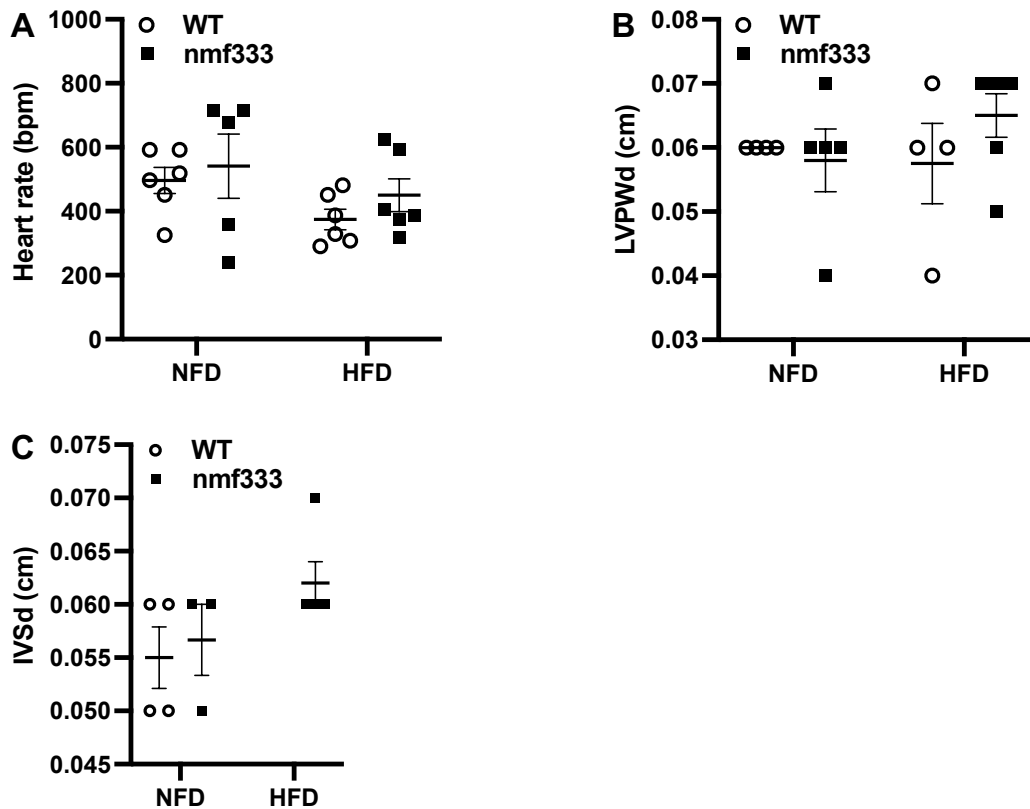 A
WT
nmf333
Heart rate (bpm)
1000
800
600
400
200
0
NFD
HFD
B
WT
nmf333
LVPWd (cm)
0.08
0.07
0.06
0.05
0.04
0.03
NFD
HFD
C
WT
nmf333
IVSd (cm)
0.075
0.070
0.065
0.060
0.055
0.050
0.045
NFD
HFD